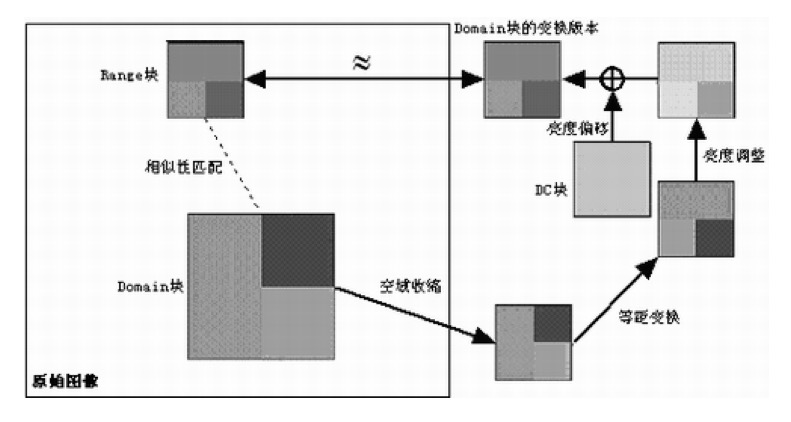 Domain块的变换版本
Range块
≈
亮度偏移
亮度调整
相似性匹配
DC块
Domain块
空域收缩
等距变换
原始图像